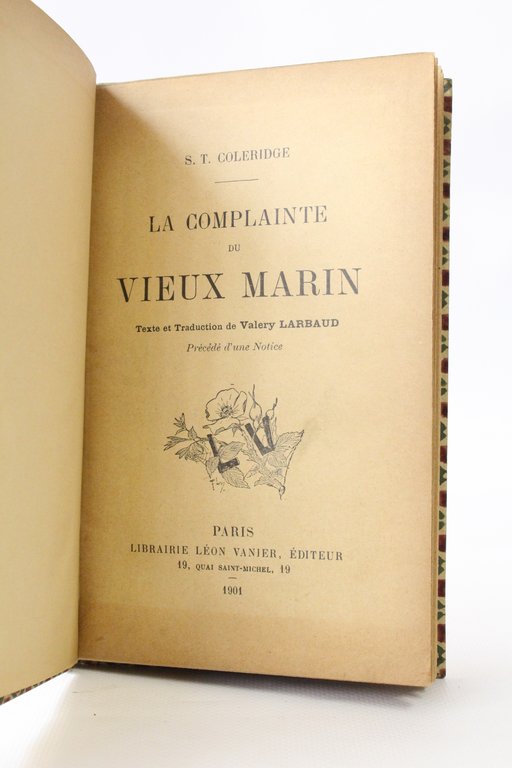 S. T. COLERIDGE
LA COMPLAINTE
DU
VIEUX MARIN
Texte et Traduction de Valery LARBAUD
Précédé d'une Notice
LV
PARIS
LIBRAIRIE LÉON VANIER, ÉDITEUR
19, QUAI SAINT-MICHEL, 19
1901